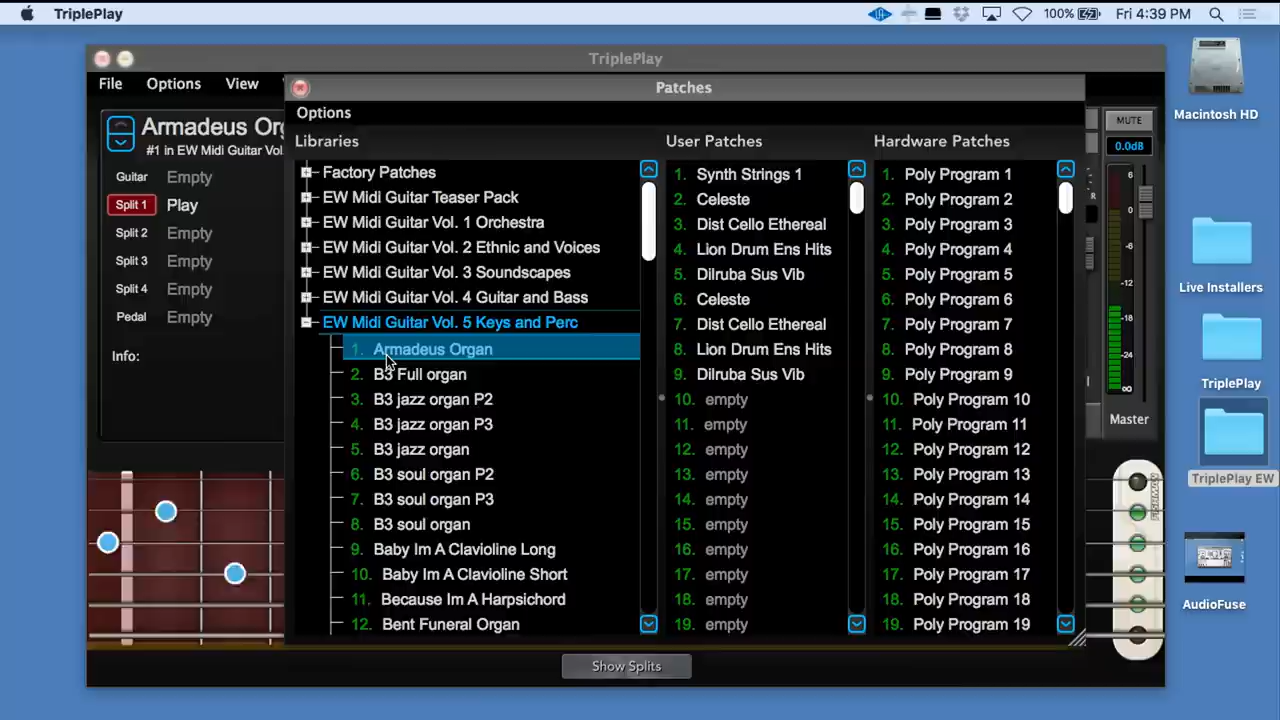 TriplePlay
100%
Fri 4:39 PM
TriplePlay
File Options View
Patches
Options
Armadeus Org
#1 in EW Midi Guitar Vol
Guitar Empty
Split 1 Play
Split 2 Empty
Split 3 Empty
Split 4 Empty
Pedal Empty
Info:
Libraries
Factory Patches
EW Midi Guitar Teaser Pack
EW Midi Guitar Vol. 1 Orchestra
EW Midi Guitar Vol. 2 Ethnic and Voices
EW Midi Guitar Vol. 3 Soundscapes
EW Midi Guitar Vol. 4 Guitar and Bass
EW Midi Guitar Vol. 5 Keys and Perc
1. Armadeus Organ
2. B3 Full organ
3. B3 jazz organ P2
4. B3 jazz organ P3
5. B3 jazz organ
6. B3 soul organ P2
7. B3 soul organ P3
8. B3 soul organ
9. Baby Im A Clavioline Long
10. Baby Im A Clavioline Short
11. Because Im A Harpsichord
12. Bent Funeral Organ
User Patches
1. Synth Strings 1
2. Celeste
3. Dist Cello Ethereal
4. Lion Drum Ens Hits
5. Dilruba Sus Vib
6. Celeste
7. Dist Cello Ethereal
8. Lion Drum Ens Hits
9. Dilruba Sus Vib
10. empty
11. empty
12. empty
13. empty
14. empty
15. empty
16. empty
17. empty
18. empty
19. empty
Hardware Patches
1. Poly Program 1
2. Poly Program 2
3. Poly Program 3
4. Poly Program 4
5. Poly Program 5
6. Poly Program 6
7. Poly Program 7
8. Poly Program 8
9. Poly Program 9
10. Poly Program 10
11. Poly Program 11
12. Poly Program 12
13. Poly Program 13
14. Poly Program 14
15. Poly Program 15
16. Poly Program 16
17. Poly Program 17
18. Poly Program 18
19. Poly Program 19
MUTE
0.0dB
6
0
-6
-12
-24
∞
Master
FISHMAN
Show Splits
Macintosh HD
Live Installers
TriplePlay
TriplePlay EW
AudioFuse